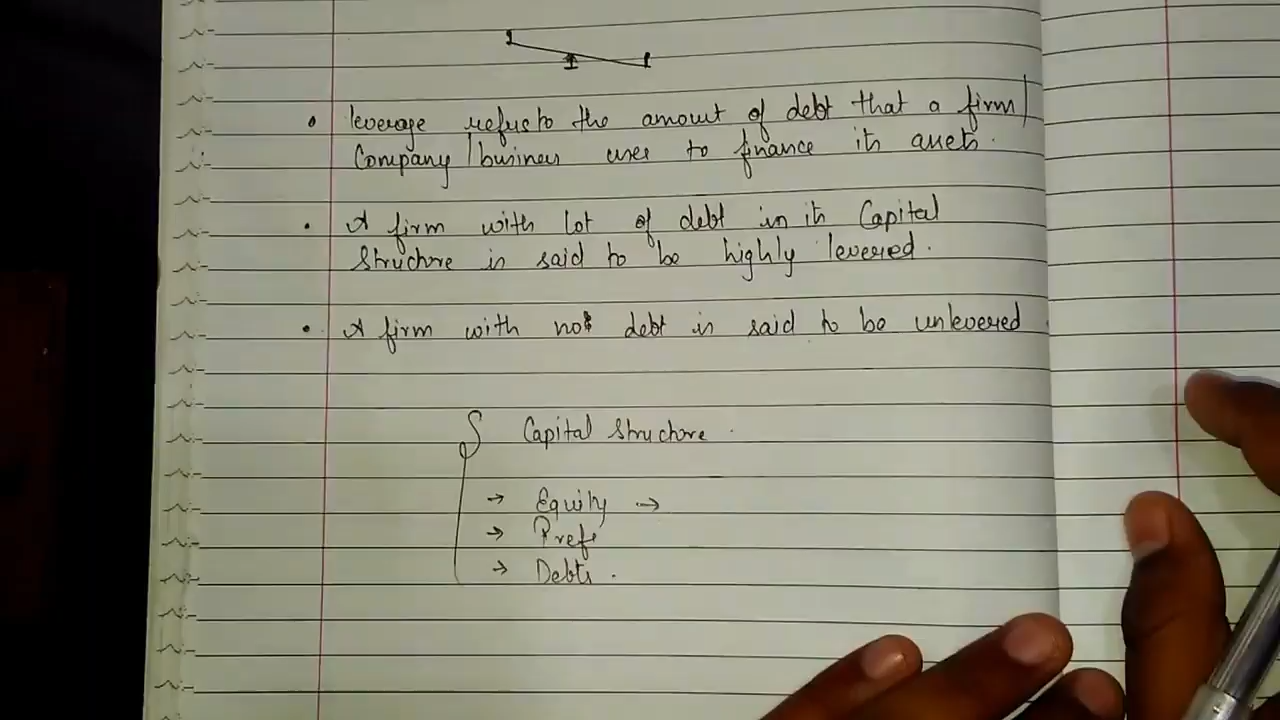 • leverage refers to the amount of debt that a firm/
Company/business uses to finance its assets.
• A firm with lot of debt in its Capital
Structure is said to be highly levered.
• A firm with no debt is said to be unlevered
Capital Structure.
→ Equity →
→ Prefs
→ Debts.